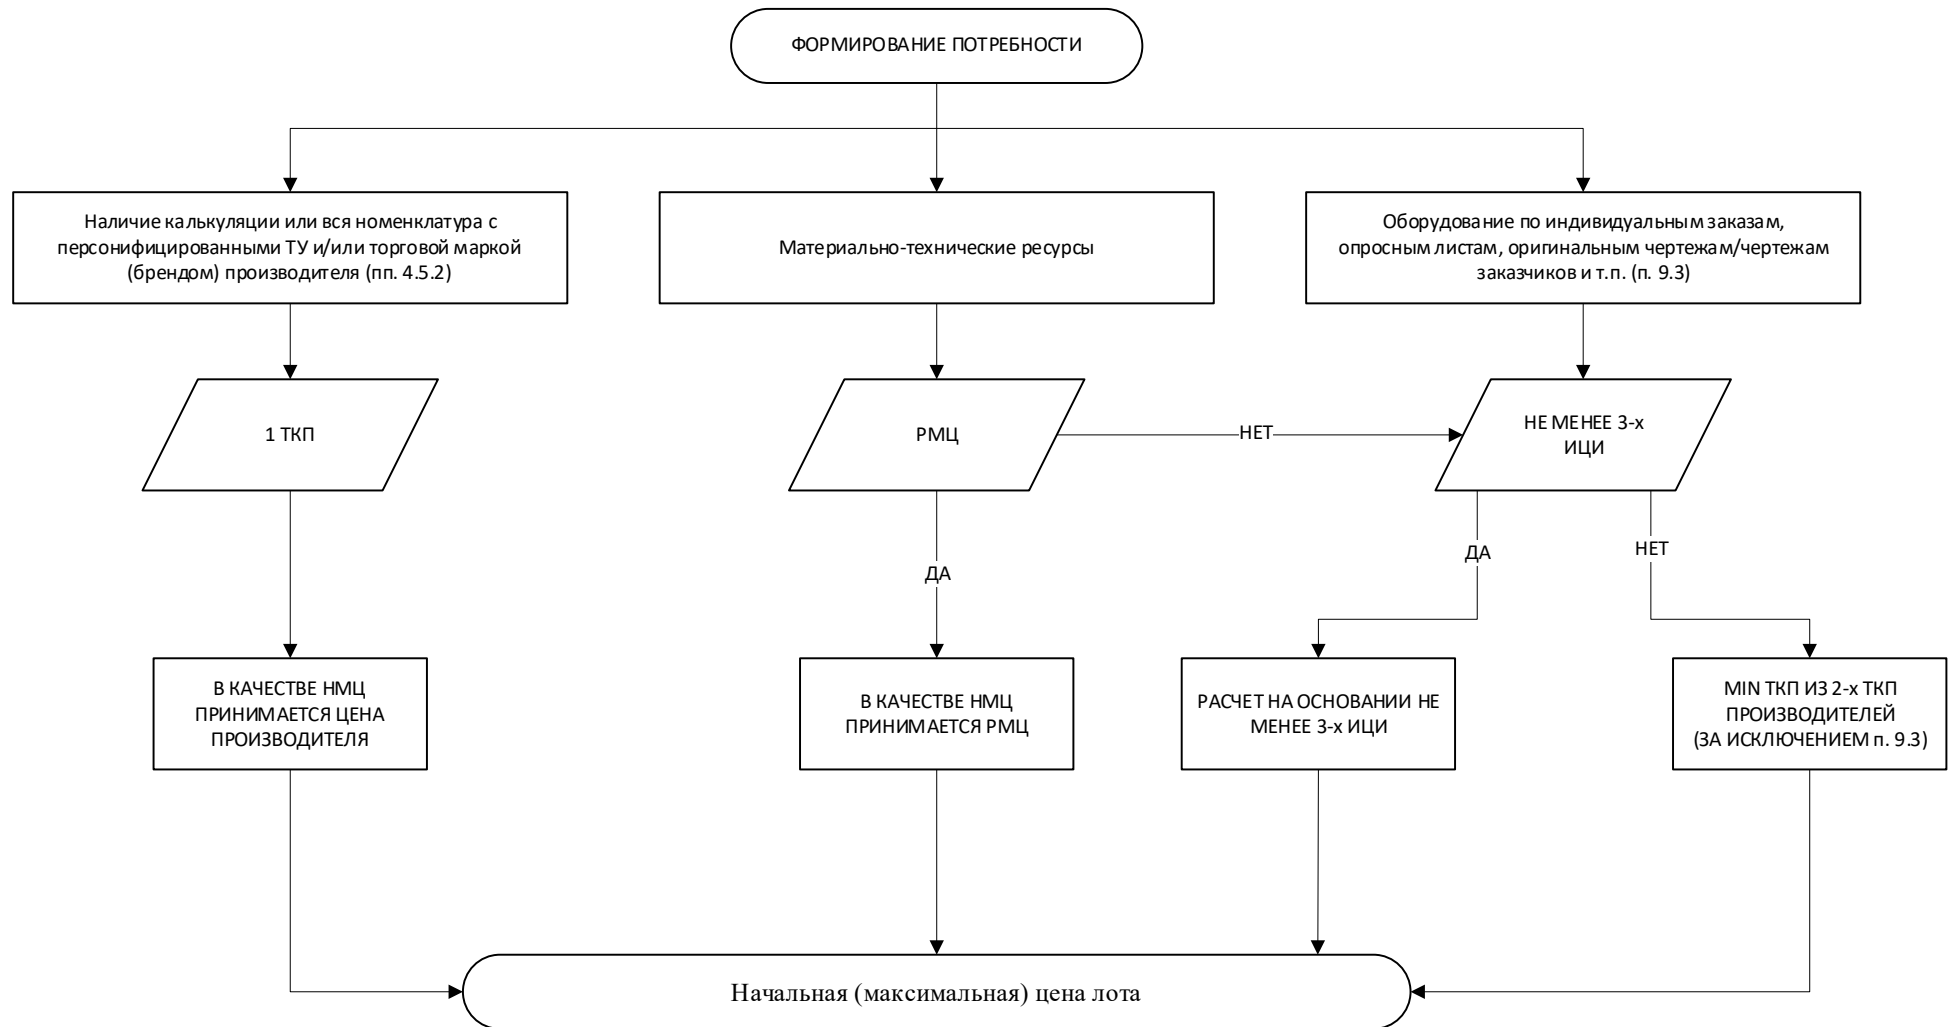 ФОРМИРОВАНИЕ ПОТРЕБНОСТИ
Наличие калькуляции или вся номенклатура с
персонифицированными ТУ и/или торговой маркой
(брендом) производителя (пп. 4.5.2)
Материально-технические ресурсы
Оборудование по индивидуальным заказам,
опросным листам, оригинальным чертежам/чертежам
заказчиков и т.п. (п. 9.3)
1 ТКП
РМЦ
НЕТ
НЕ МЕНЕЕ 3-х
ИЦИ
ДА
ДА
НЕТ
В КАЧЕСТВЕ НМЦ
ПРИНИМАЕТСЯ ЦЕНА
ПРОИЗВОДИТЕЛЯ
В КАЧЕСТВЕ НМЦ
ПРИНИМАЕТСЯ РМЦ
РАСЧЕТ НА ОСНОВАНИИ НЕ
МЕНЕЕ 3-х ИЦИ
MIN ТКП ИЗ 2-х ТКП
ПРОИЗВОДИТЕЛЕЙ
(ЗА ИСКЛЮЧЕНИЕМ п. 9.3)
Начальная (максимальная) цена лота